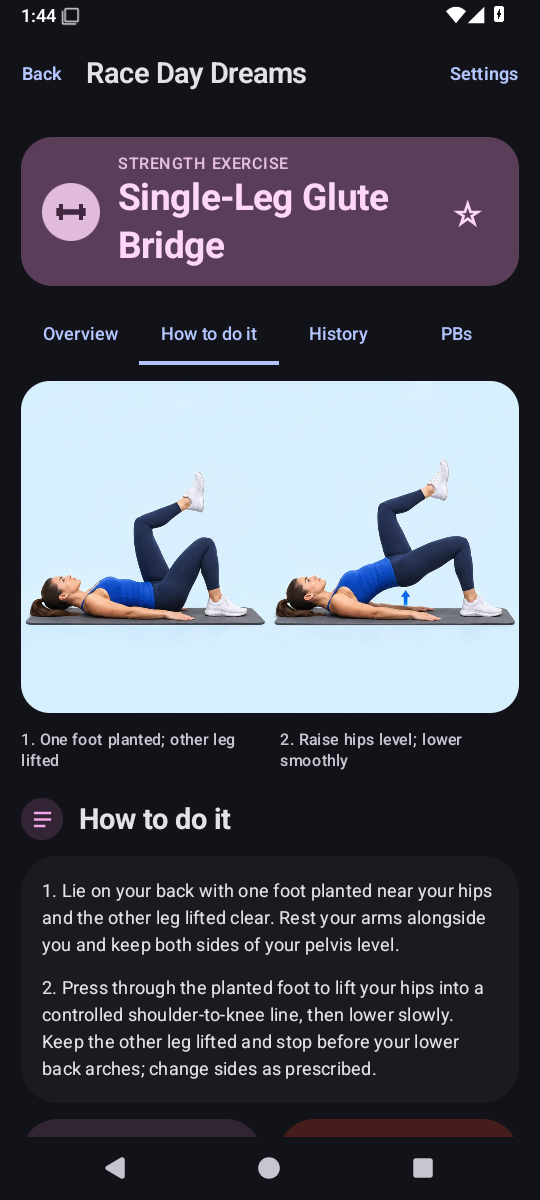 1:44
Back
Race Day Dreams
Settings
STRENGTH EXERCISE
Single-Leg Glute
Bridge
Overview
How to do it
History
PBs
1. One foot planted; other leg
lifted
2. Raise hips level; lower
smoothly
How to do it
1. Lie on your back with one foot planted near your hips
and the other leg lifted clear. Rest your arms alongside
you and keep both sides of your pelvis level.
2. Press through the planted foot to lift your hips into a
controlled shoulder-to-knee line, then lower slowly.
Keep the other leg lifted and stop before your lower
back arches; change sides as prescribed.